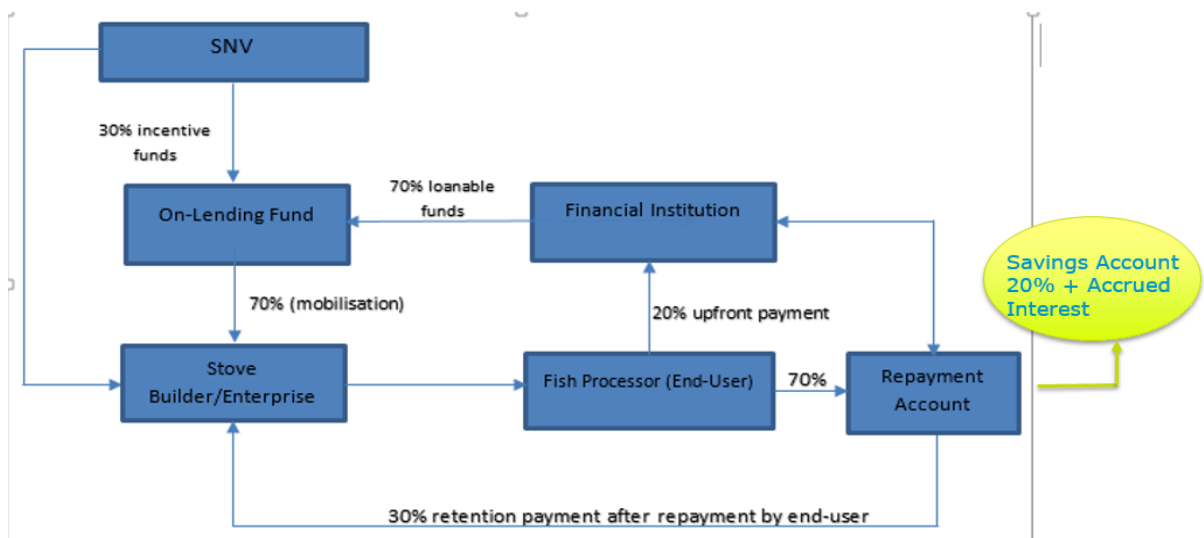 SNV
30% incentive
funds
70% loanable
funds
On-Lending Fund
Financial Institution
Savings Account
20% + Accrued
Interest
70% (mobilisation)
20% upfront payment
Stove
Builder/Enterprise
Fish Processor (End-User)
70%
Repayment
Account
30% retention payment after repayment by end-user